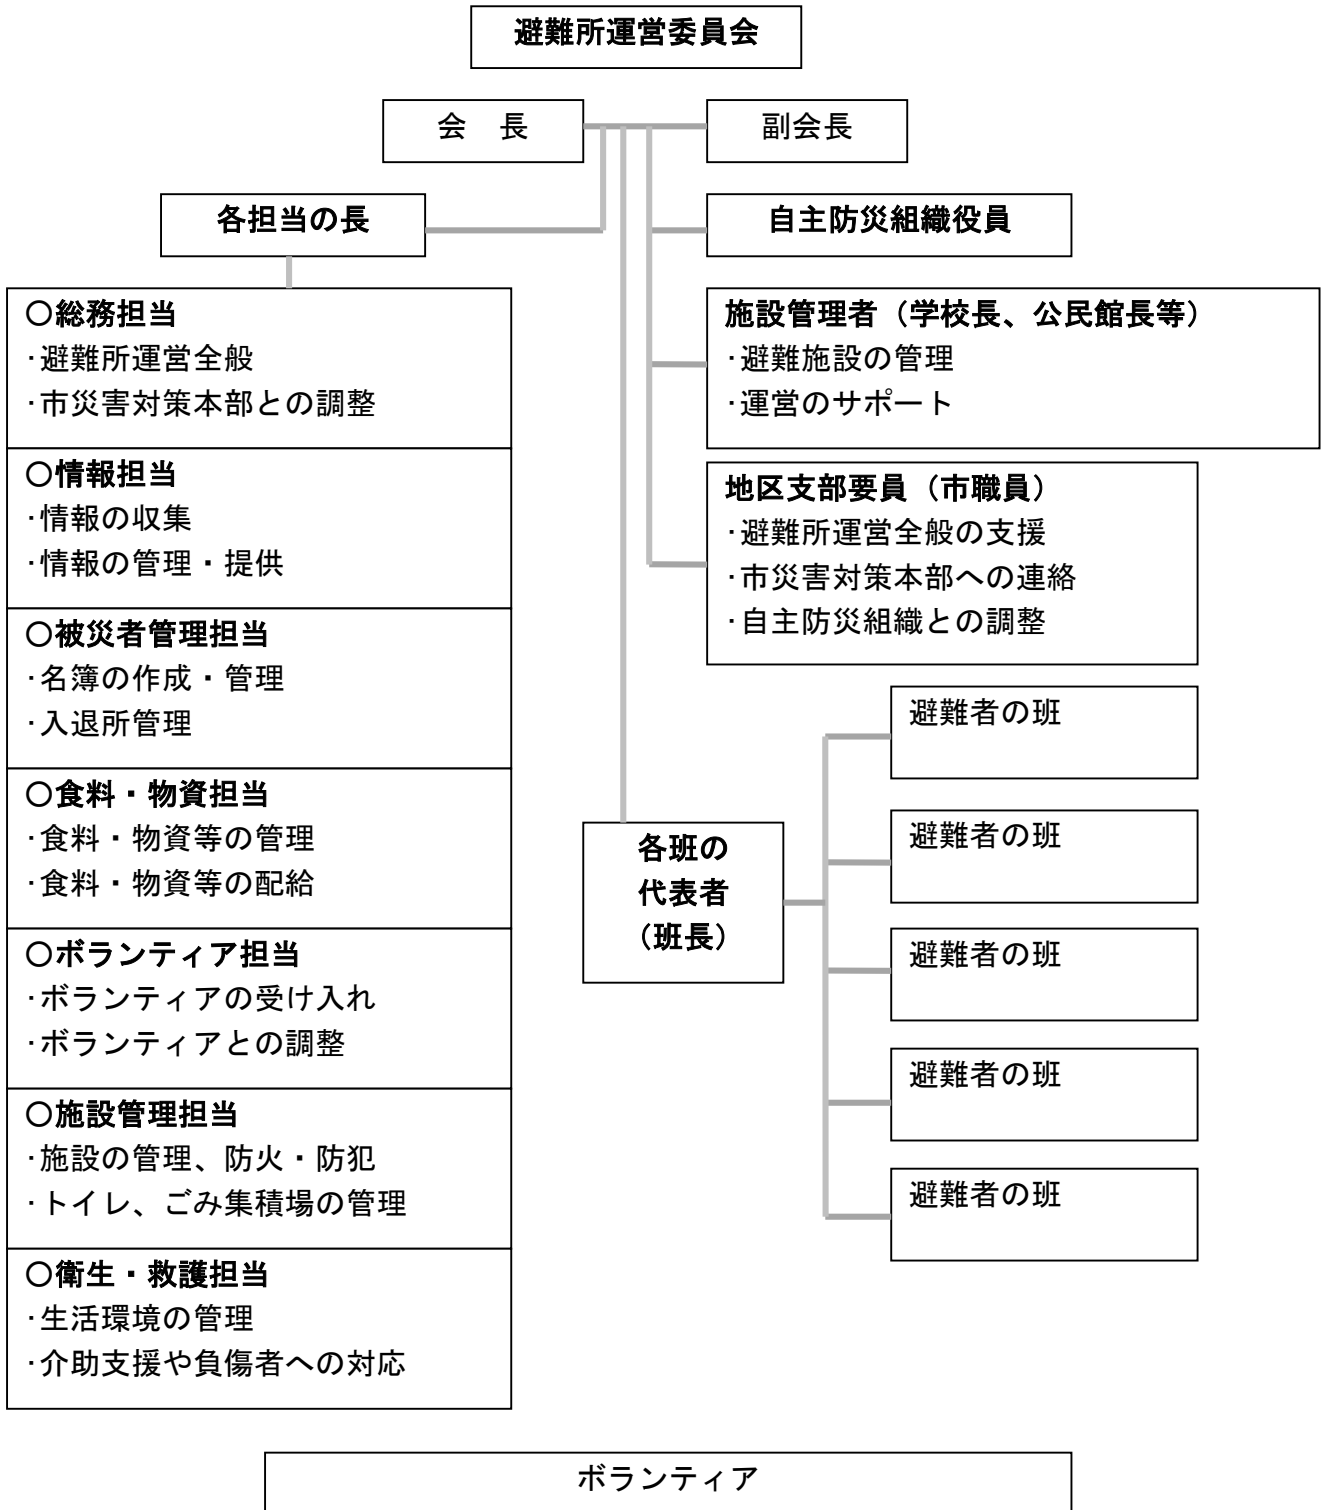 避難所運営委員会
会　長
副会長
各担当の長
自主防災組織役員
○総務担当
・避難所運営全般
・市災害対策本部との調整
○情報担当
・情報の収集
・情報の管理・提供
○被災者管理担当
・名簿の作成・管理
・入退所管理
○食料・物資担当
・食料・物資等の管理
・食料・物資等の配給
○ボランティア担当
・ボランティアの受け入れ
・ボランティアとの調整
○施設管理担当
・施設の管理、防火・防犯
・トイレ、ごみ集積場の管理
○衛生・救護担当
・生活環境の管理
・介助支援や負傷者への対応
施設管理者（学校長、公民館長等）
・避難施設の管理
・運営のサポート
地区支部要員（市職員）
・避難所運営全般の支援
・市災害対策本部への連絡
・自主防災組織との調整
各班の
代表者
（班長）
避難者の班
避難者の班
避難者の班
避難者の班
避難者の班
ボランティア